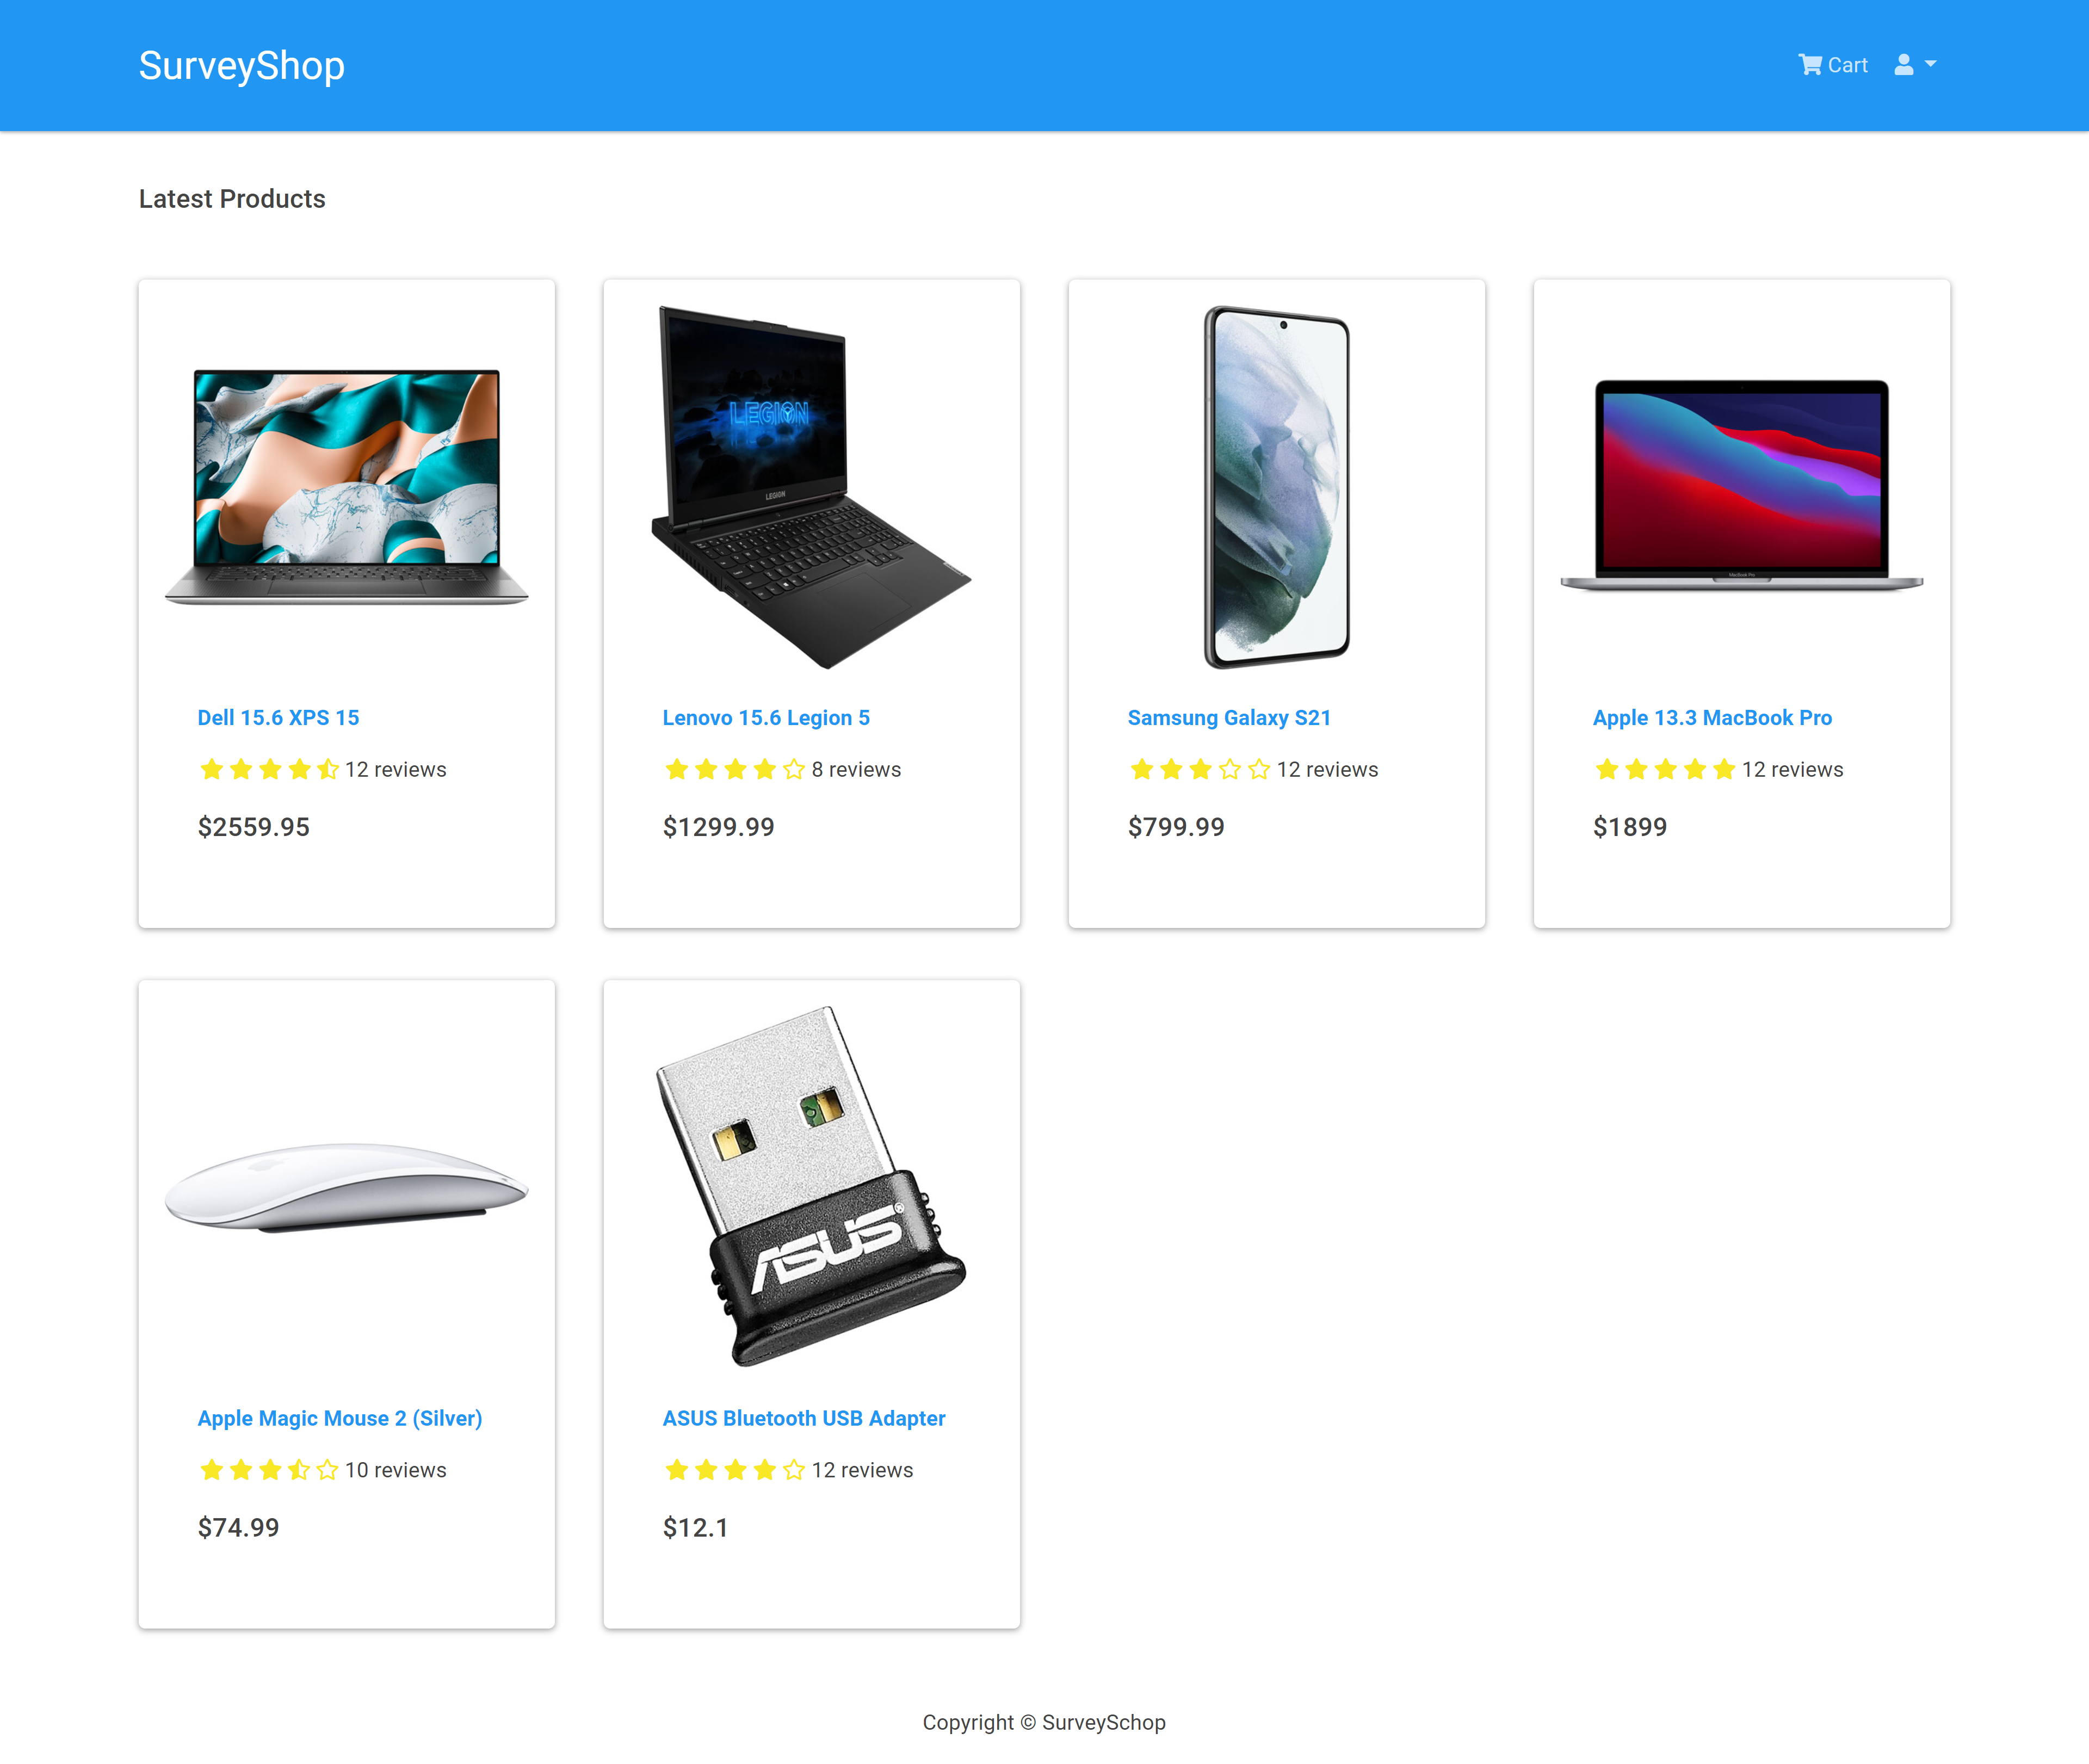 SurveyShop
Cart
Latest Products
LEGION
LEGION
Dell 15.6 XPS 15
12 reviews
$2559.95
Lenovo 15.6 Legion 5
8 reviews
$1299.99
Samsung Galaxy S21
12 reviews
$799.99
MacBook Pro
Apple 13.3 MacBook Pro
12 reviews
$1899
Apple Magic Mouse 2 (Silver)
10 reviews
$74.99
ASUS®
ASUS Bluetooth USB Adapter
12 reviews
$12.1
Copyright © SurveySchop